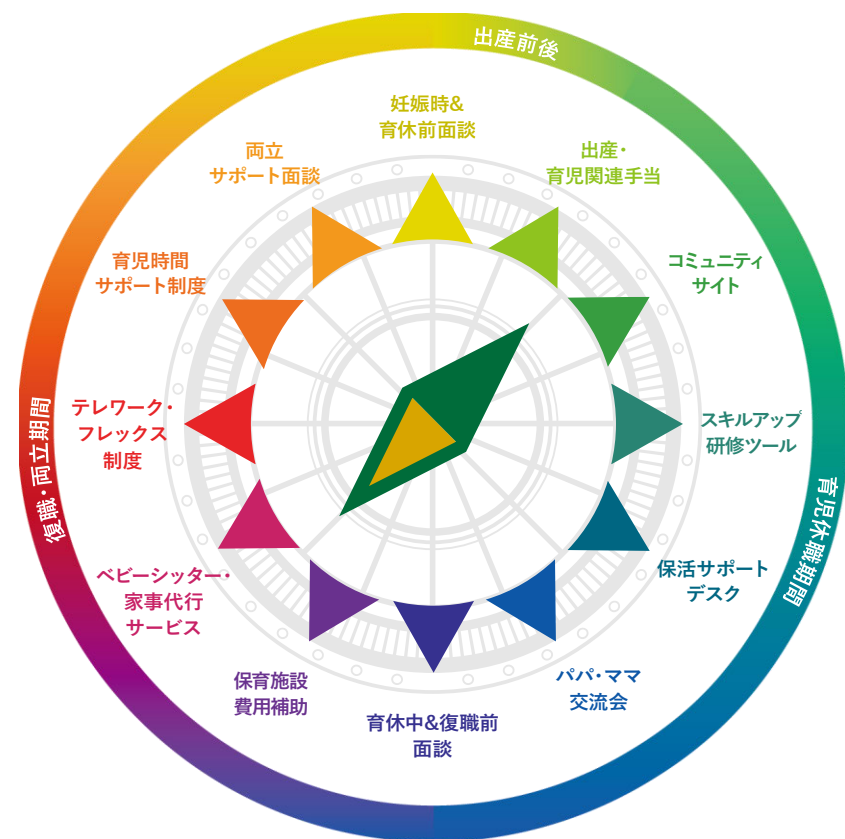 出産前後
妊娠時&
育休前面談
出産・
育児関連手当
コミュニティ
サイト
スキルアップ
研修ツール
育児休職期間
保活サポート
デスク
パパ・ママ
交流会
育休中&復職前
面談
保育施設
費用補助
ベビーシッター・
家事代行
サービス
復職・両立期間
テレワーク・
フレックス
制度
育児時間
サポート制度
両立
サポート面談